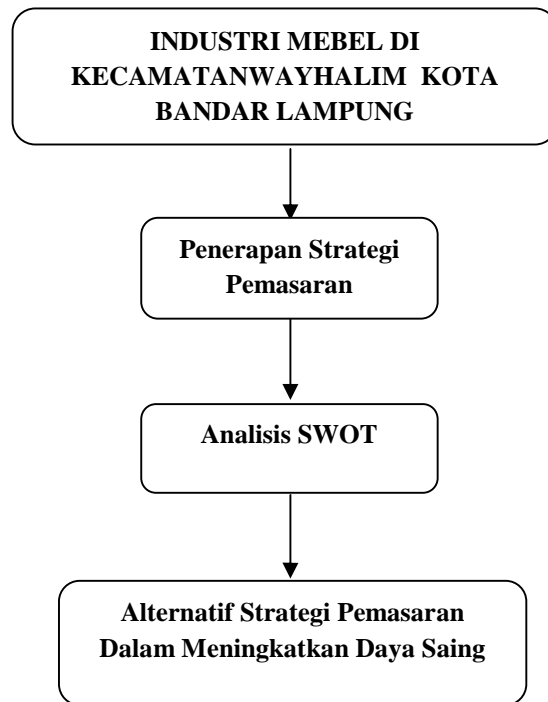 INDUSTRI MEBEL DI
KECAMATANWAYHALIM KOTA
BANDAR LAMPUNG
Penerapan Strategi
Pemasaran
Analisis SWOT
Alternatif Strategi Pemasaran
Dalam Meningkatkan Daya Saing